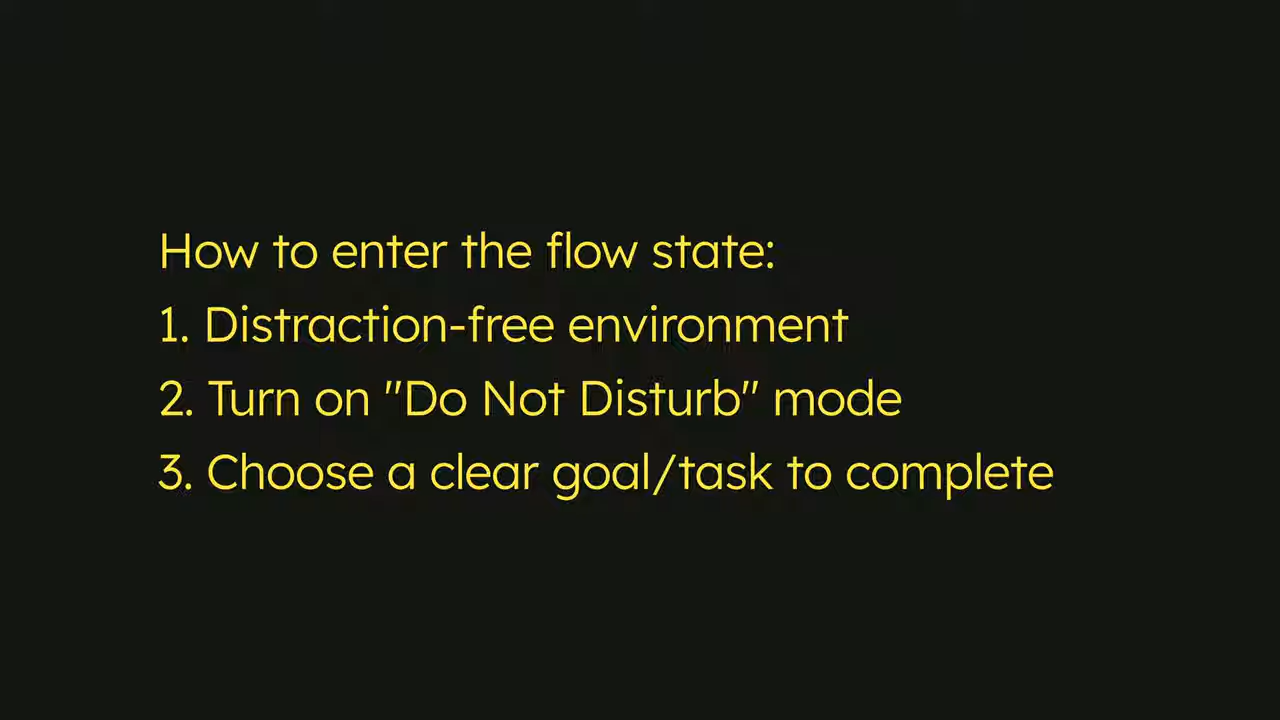 How to enter the flow state:
1. Distraction-free environment
2. Turn on "Do Not Disturb" mode
3. Choose a clear goal/task to complete